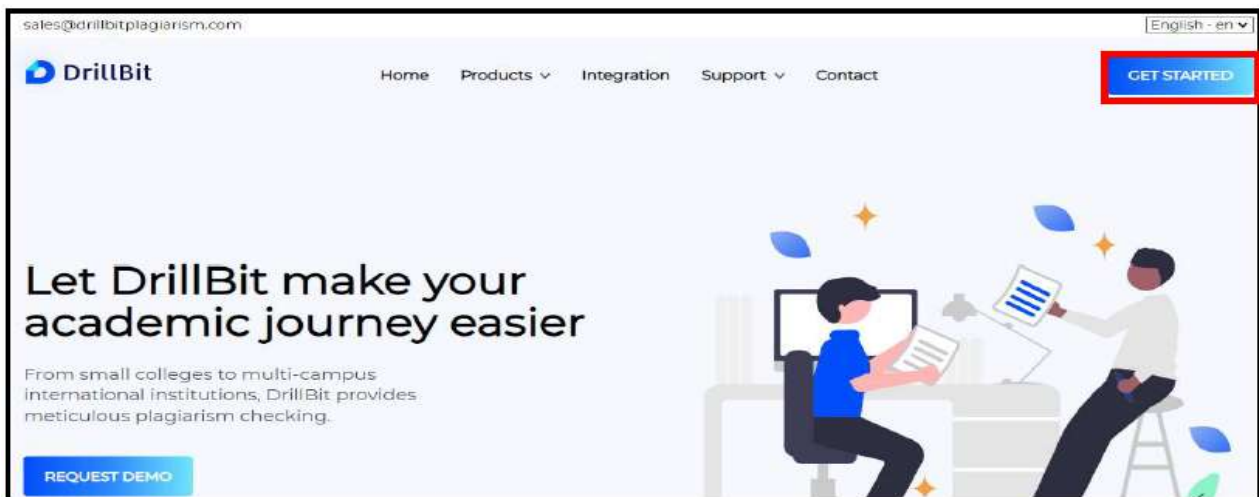 sales@drillbitplagiarism.com
English - en
DrillBit
Home Products Integration Support Contact
GET STARTED
Let DrillBit make your
academic journey easier
From small colleges to multi-campus
international institutions, DrillBit provides
meticulous plagiarism checking.
REQUEST DEMO